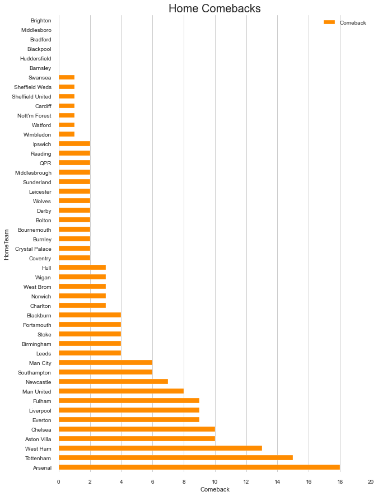 Home Comebacks
Comeback
Brighton
Middlesboro
Bradford
Blackpool
Huddersfield
Barnsley
Swansea
Sheffield Weds
Sheffield United
Cardiff
Nott'm Forest
Watford
Wimbledon
Ipswich
Reading
QPR
Middlesbrough
Sunderland
Leicester
Wolves
Derby
Bolton
Bournemouth
Burnley
Crystal Palace
Coventry
Hull
Wigan
West Brom
Norwich
Charlton
Blackburn
Portsmouth
Stoke
Birmingham
Leeds
Man City
Southampton
Newcastle
Man United
Fulham
Liverpool
Everton
Chelsea
Aston Villa
West Ham
Tottenham
Arsenal
HomeTeam
0 2 4 6 8 10 12 14 16 18 20
Comeback